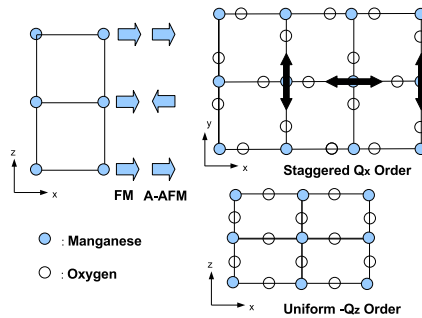 z
x
FM A-AFM
: Manganese
: Oxygen
y
x
Staggered Qx Order
z
x
Uniform -Qz Order